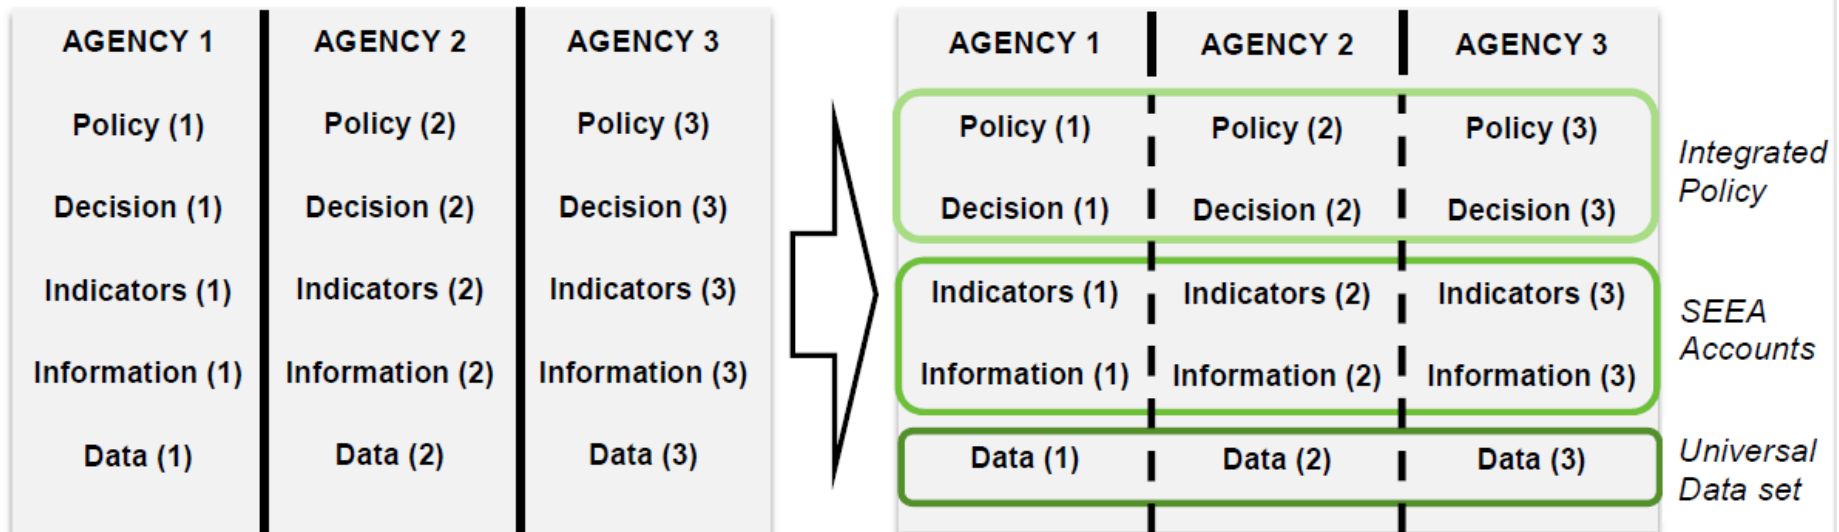 AGENCY 1 AGENCY 2 AGENCY 3
Policy (1) Policy (2) Policy (3)
Decision (1) Decision (2) Decision (3)
Indicators (1) Indicators (2) Indicators (3)
Information (1) Information (2) Information (3)
Data (1) Data (2) Data (3)
AGENCY 1 AGENCY 2 AGENCY 3
Policy (1) Policy (2) Policy (3)
Decision (1) Decision (2) Decision (3)
Integrated
Policy
Indicators (1) Indicators (2) Indicators (3)
Information (1) Information (2) Information (3)
SEEA
Accounts
Data (1) Data (2) Data (3)
Universal
Data set